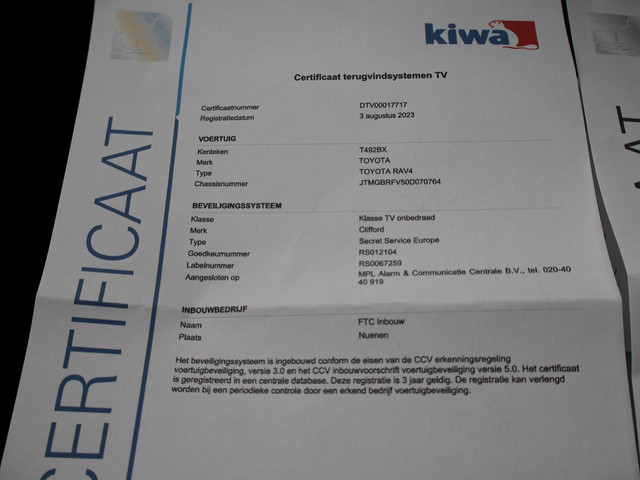 kiwa
Certificaat terugvindsystemen TV
Certificaatnummer DTV00017717
Registratiedatum 3 augustus 2023
VOERTUIG
Kenteken T492BX
Merk TOYOTA
Type TOYOTA RAV4
Chassisnummer JTMGBRFV50D070764
BEVEILIGINGSSYSTEEM
Klasse Klasse TV onbedraad
Merk Clifford
Type Secret Service Europe
Goedkeurnummer RS012104
Labelnummer RS0067259
Aangesloten op MPL Alarm & Communicatie Centrale B.V., tel. 020-40
40 919
INBOUWBEDRIJF
Naam FTC Inbouw
Plaats Nuenen
Het beveiligingssysteem is ingebouwd conform de eisen van de CCV erkenningsregeling
voertuigbeveiliging, versie 3.0 en het CCV inbouwvoorschrift voertuigbeveiliging versie 5.0. Het certificaat
is geregistreerd in een centrale database. Deze registratie is 3 jaar geldig. De registratie kan verlengd
worden bij een periodieke controle door een erkend bedrijf voertuigbeveiliging.
CERTIFICAAT
AT